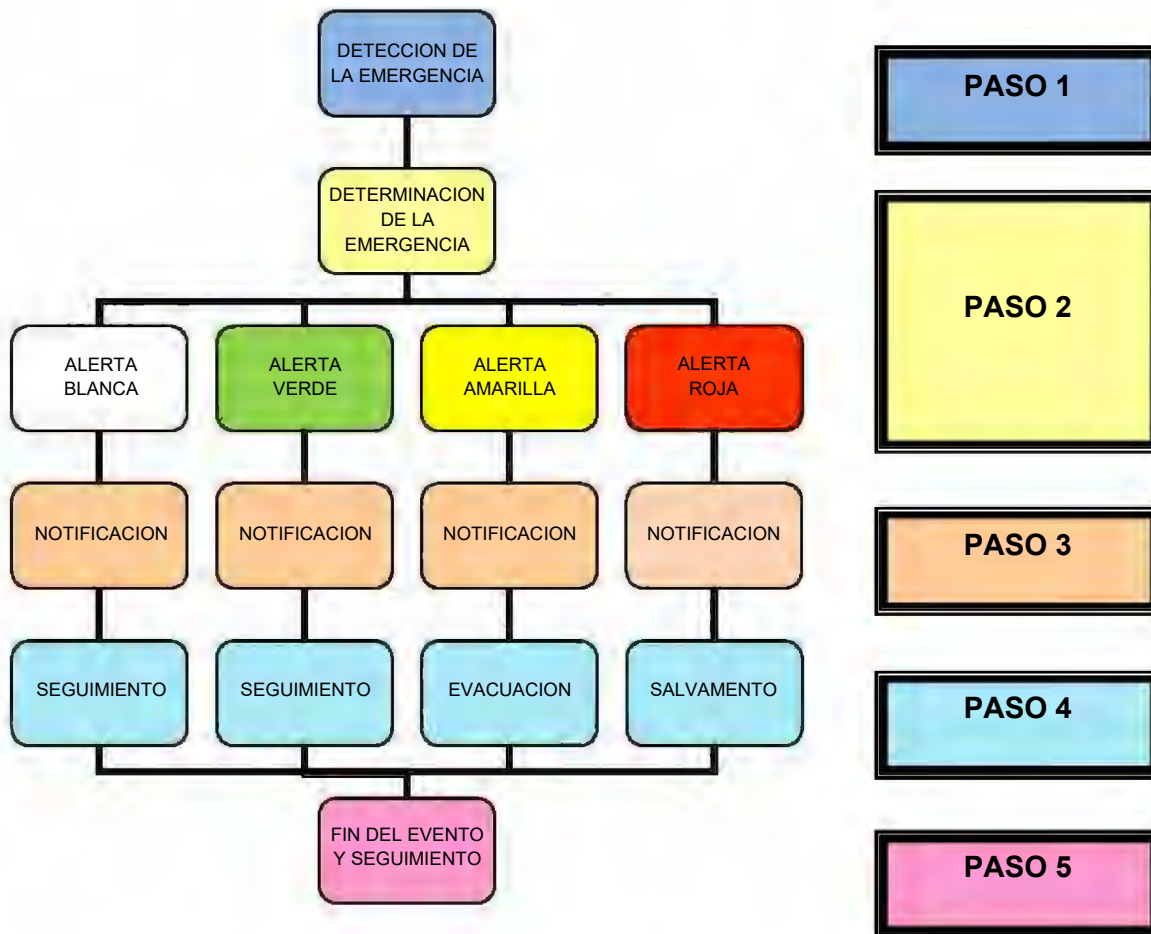 DETECCION DE
LA EMERGENCIA
PASO 1
DETERMINACION
DE LA
EMERGENCIA
PASO 2
ALERTA
BLANCA
ALERTA
VERDE
ALERTA
AMARILLA
ALERTA
ROJA
NOTIFICACION
NOTIFICACION
NOTIFICACION
NOTIFICACION
PASO 3
SEGUIMIENTO
SEGUIMIENTO
EVACUACION
SALVAMENTO
PASO 4
FIN DEL EVENTO
Y SEGUIMIENTO
PASO 5